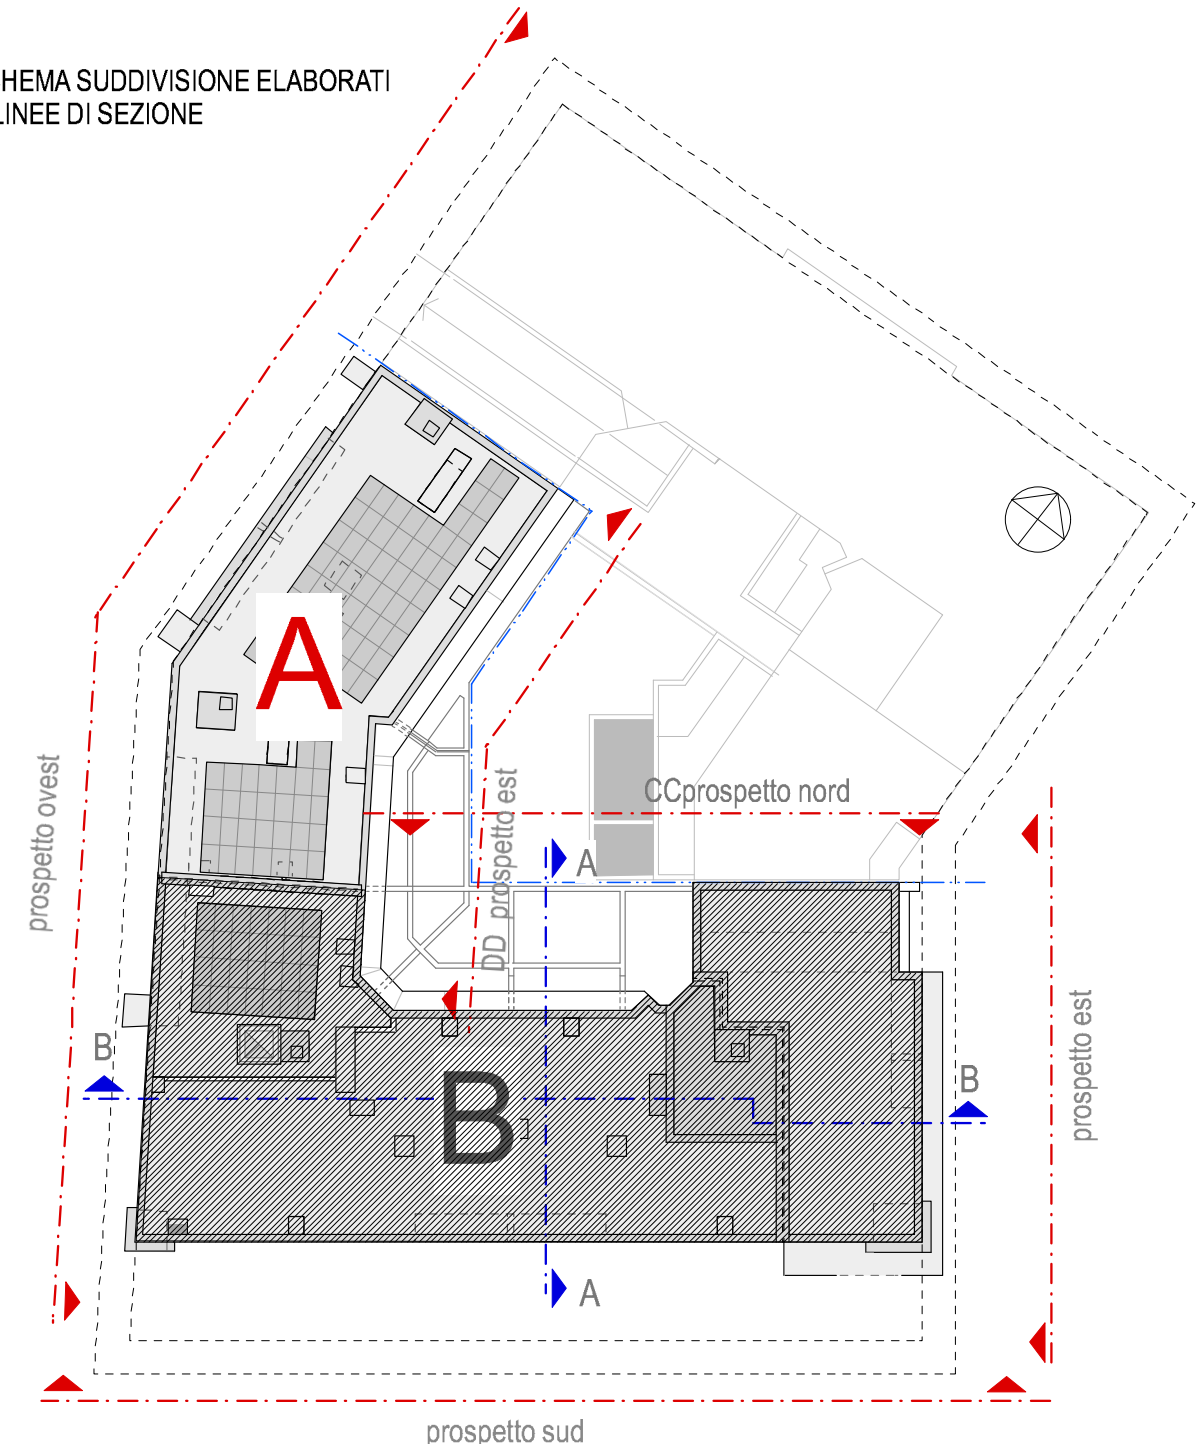 HEMA SUDDIVISIONE ELABORATI
LINEE DI SEZIONE
A
prospetto ovest
CCprospetto nord
DD prospetto est
A
B
B
B
prospetto est
A
prospetto sud